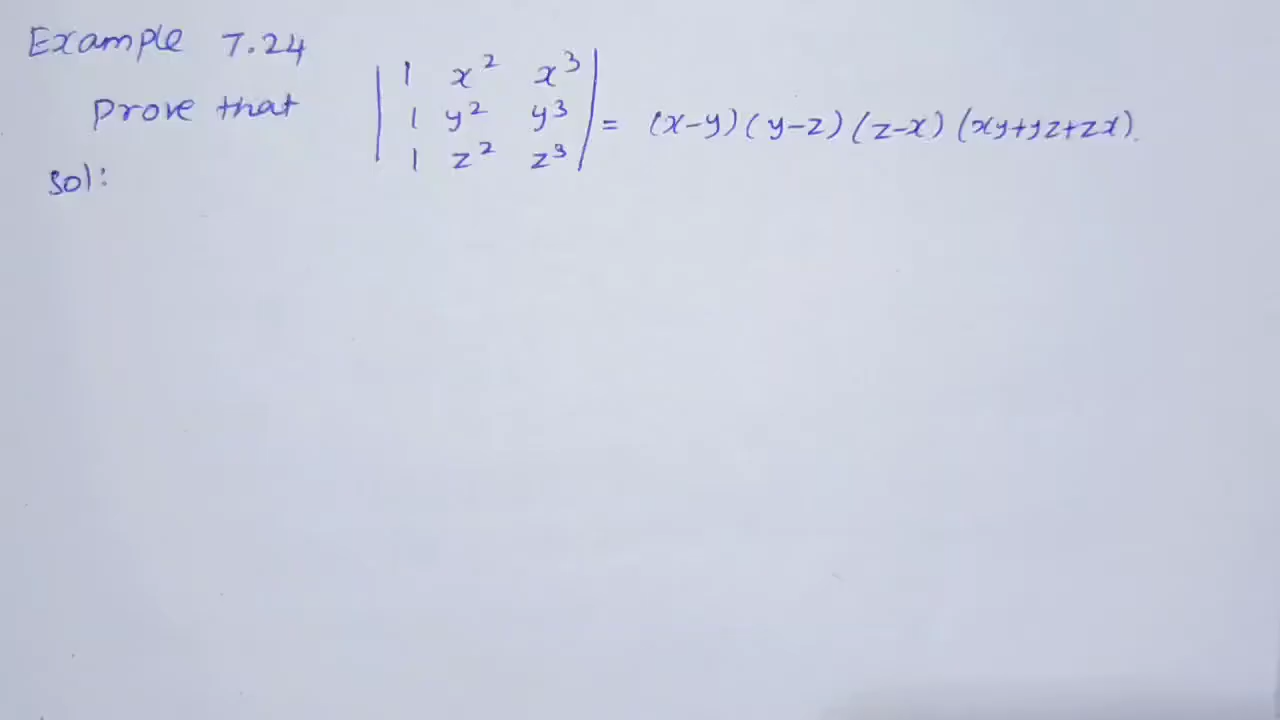 Example 7.24
Prove that | 1 x² x³ |
| 1 y² y³ | = (x-y)(y-z)(z-x)(xy+yz+zx).
| 1 z² z³ |
Sol: